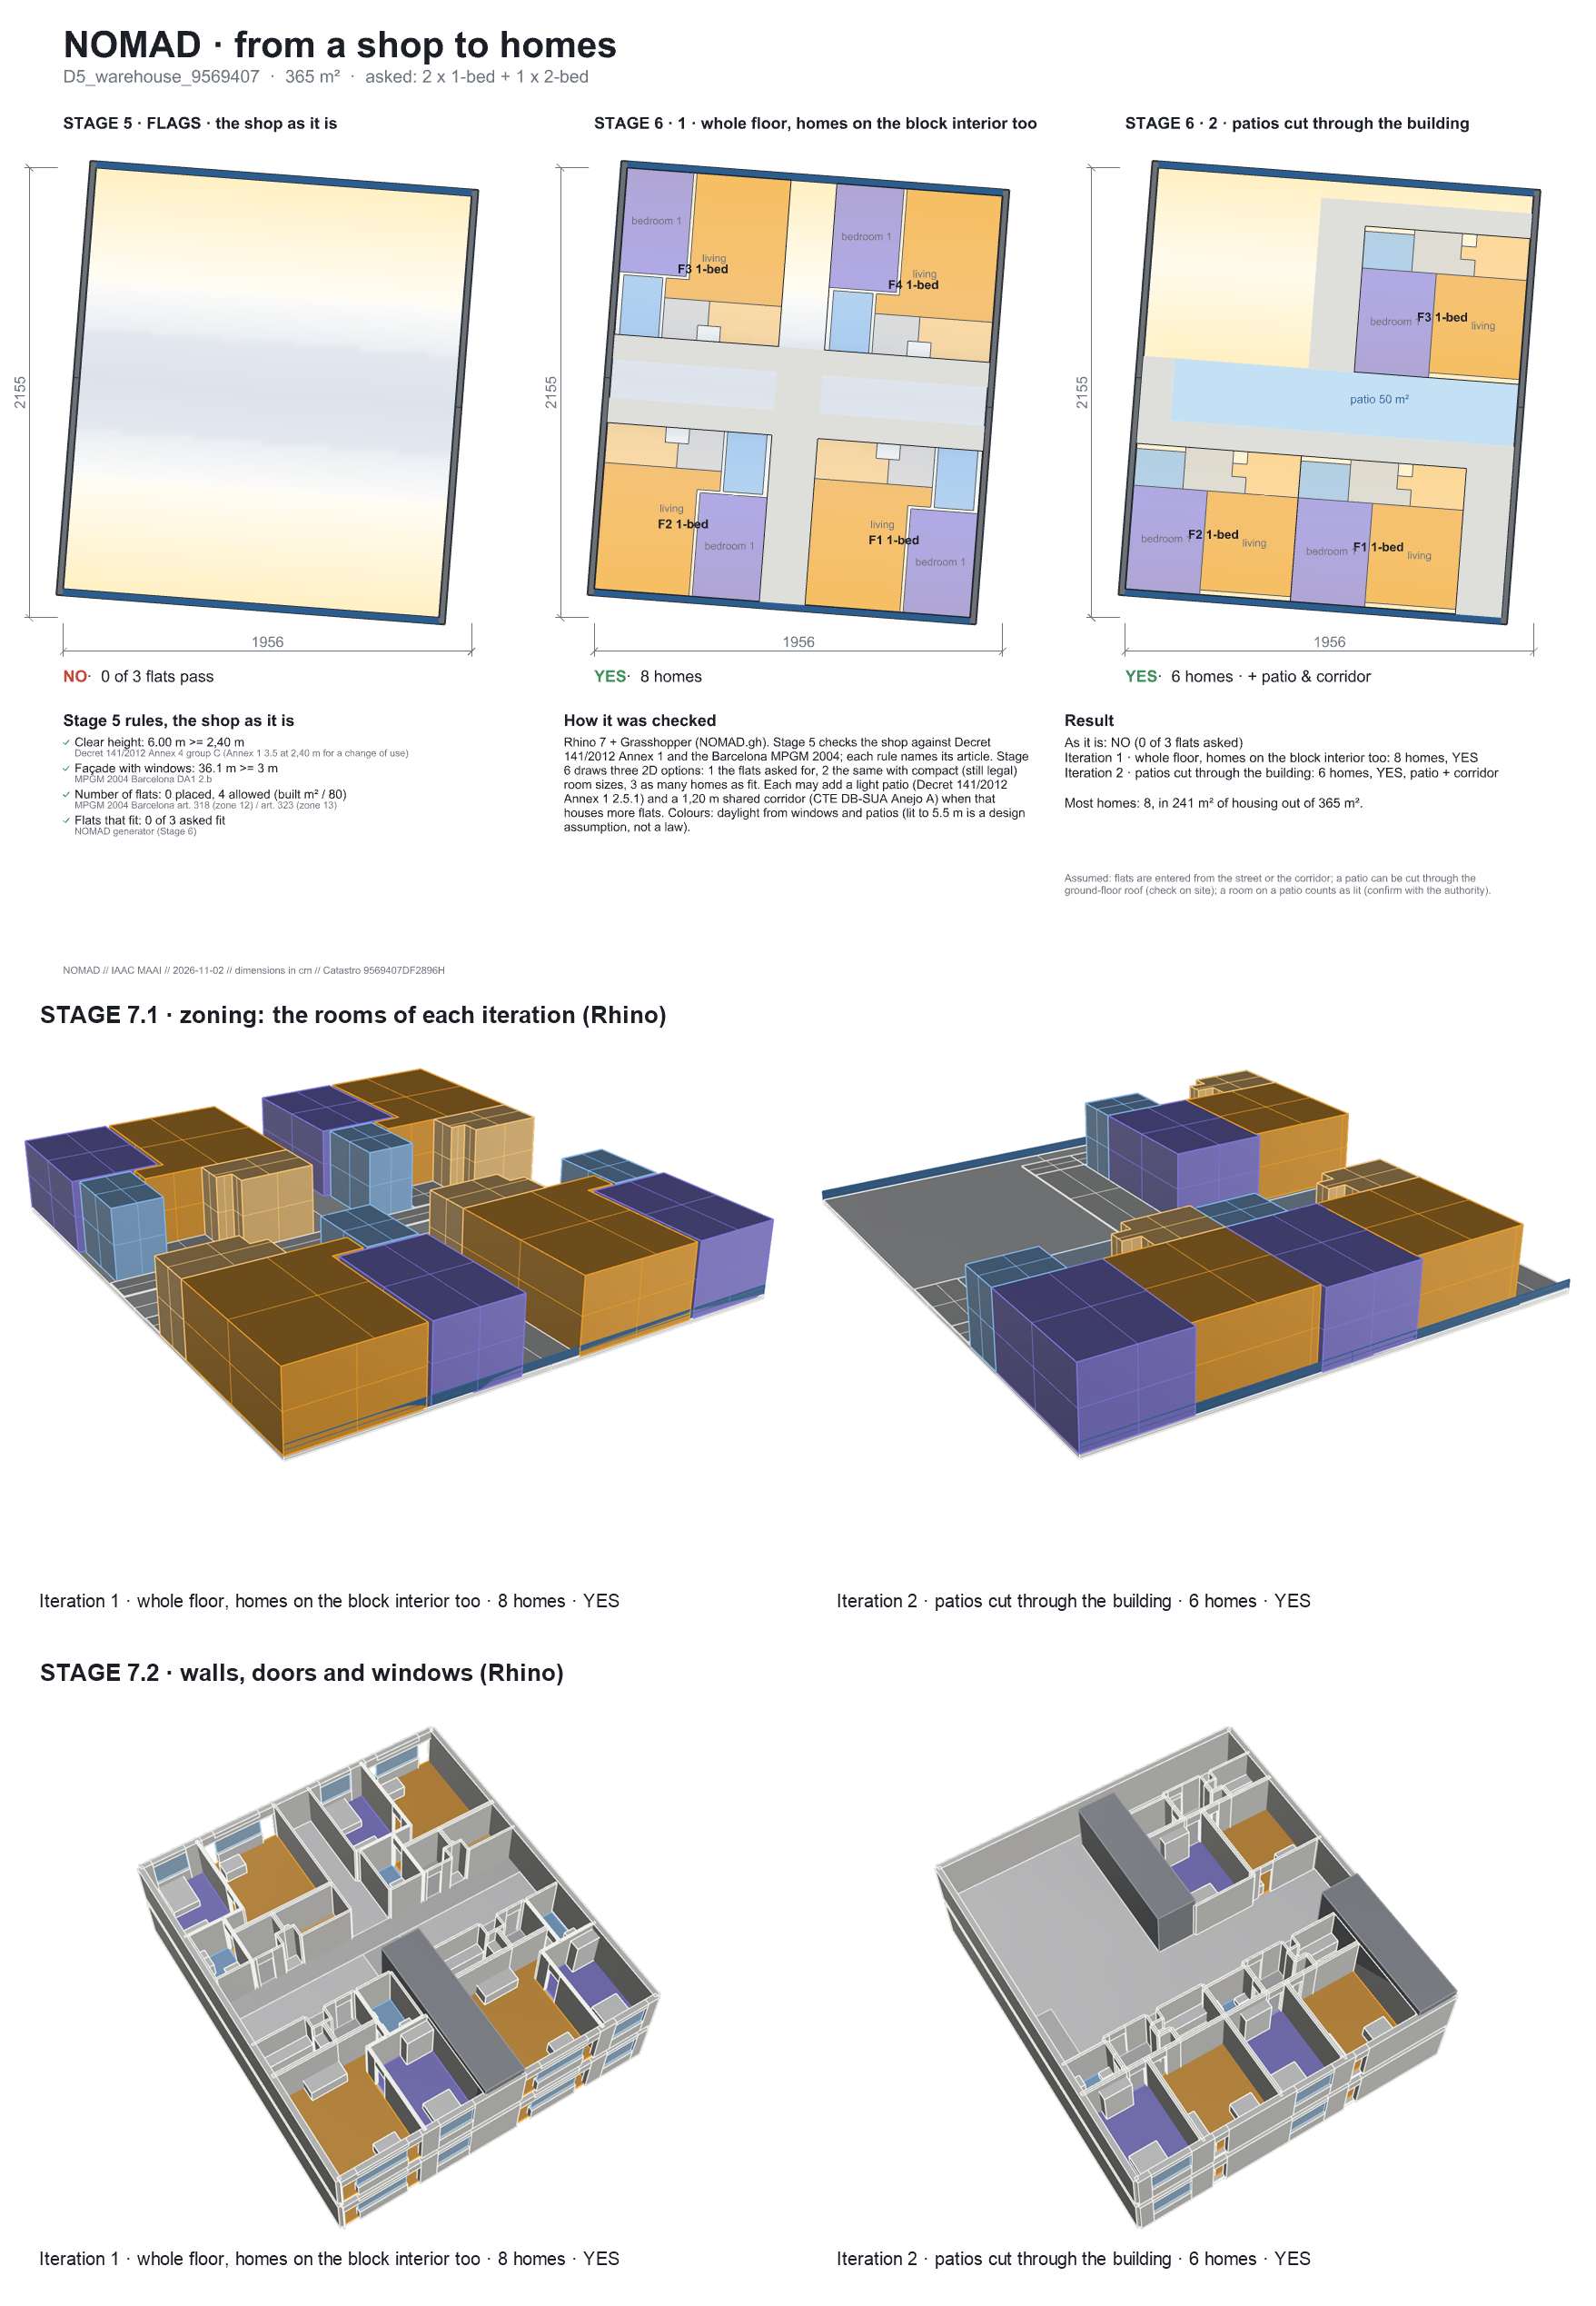 NOMAD · from a shop to homes
D5_warehouse_9569407 · 365 m² · asked: 2 x 1-bed + 1 x 2-bed
STAGE 5 · FLAGS · the shop as it is
STAGE 6 · 1 · whole floor, homes on the block interior too
STAGE 6 · 2 · patios cut through the building
2155
1956
2155
bedroom 1
living
F3 1-bed
bedroom 1
living
F4 1-bed
living
F2 1-bed
bedroom 1
living
F1 1-bed
bedroom 1
1956
2155
bedroom
F3 1-bed
living
patio 50 m²
bedroom
F2 1-bed
living
bedroom
F1 1-bed
living
1956
NO· 0 of 3 flats pass
YES· 8 homes
YES· 6 homes · + patio & corridor
Stage 5 rules, the shop as it is
✓ Clear height: 6.00 m >= 2,40 m
Decret 141/2012 Annex 4 group C (Annex 1 3.5 at 2,40 m for a change of use)
✓ Façade with windows: 36.1 m >= 3 m
MPGM 2004 Barcelona DA1 2.b
✓ Number of flats: 0 placed, 4 allowed (built m² / 80)
MPGM 2004 Barcelona art. 318 (zone 12) / art. 323 (zone 13)
✓ Flats that fit: 0 of 3 asked fit
NOMAD generator (Stage 6)
How it was checked
Rhino 7 + Grasshopper (NOMAD.gh). Stage 5 checks the shop against Decret
141/2012 Annex 1 and the Barcelona MPGM 2004; each rule names its article. Stage
6 draws three 2D options: 1 the flats asked for, 2 the same with compact (still legal)
room sizes, 3 as many homes as fit. Each may add a light patio (Decret 141/2012
Annex 1 2.5.1) and a 1,20 m shared corridor (CTE DB-SUA Anejo A) when that
houses more flats. Colours: daylight from windows and patios (lit to 5.5 m is a design
assumption, not a law).
Result
As it is: NO (0 of 3 flats asked)
Iteration 1 · whole floor, homes on the block interior too: 8 homes, YES
Iteration 2 · patios cut through the building: 6 homes, YES, patio + corridor
Most homes: 8, in 241 m² of housing out of 365 m².
Assumed: flats are entered from the street or the corridor; a patio can be cut through the
ground-floor roof (check on site); a room on a patio counts as lit (confirm with the authority).
NOMAD // IAAC MAAI // 2026-11-02 // dimensions in cm // Catastro 9569407DF2896H
STAGE 7.1 · zoning: the rooms of each iteration (Rhino)
Iteration 1 · whole floor, homes on the block interior too · 8 homes · YES
Iteration 2 · patios cut through the building · 6 homes · YES
STAGE 7.2 · walls, doors and windows (Rhino)
Iteration 1 · whole floor, homes on the block interior too · 8 homes · YES
Iteration 2 · patios cut through the building · 6 homes · YES